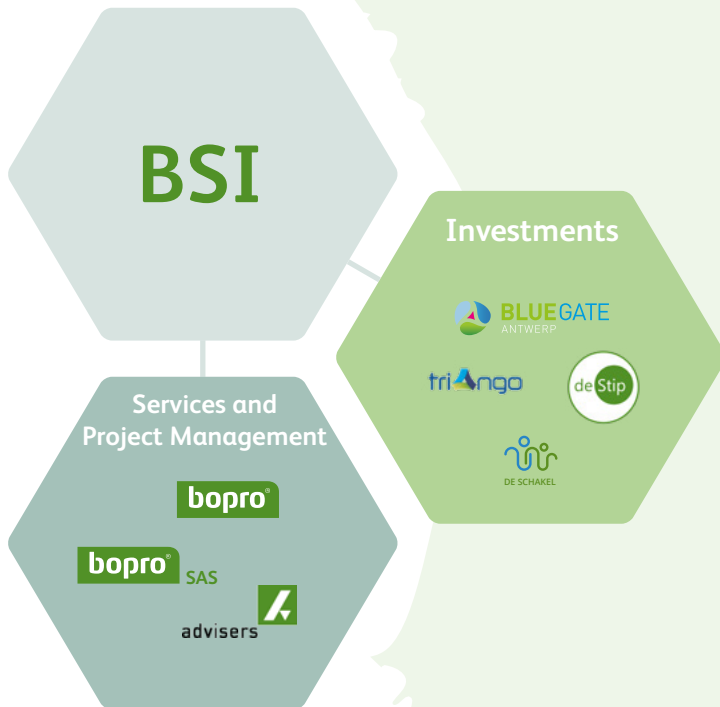 BSI
Investments
BLUEGATE
ANTWERP
triAngo
de Stip
DE SCHAKEL
Services and
Project Management
bopro®
bopro®
SAS
advisers